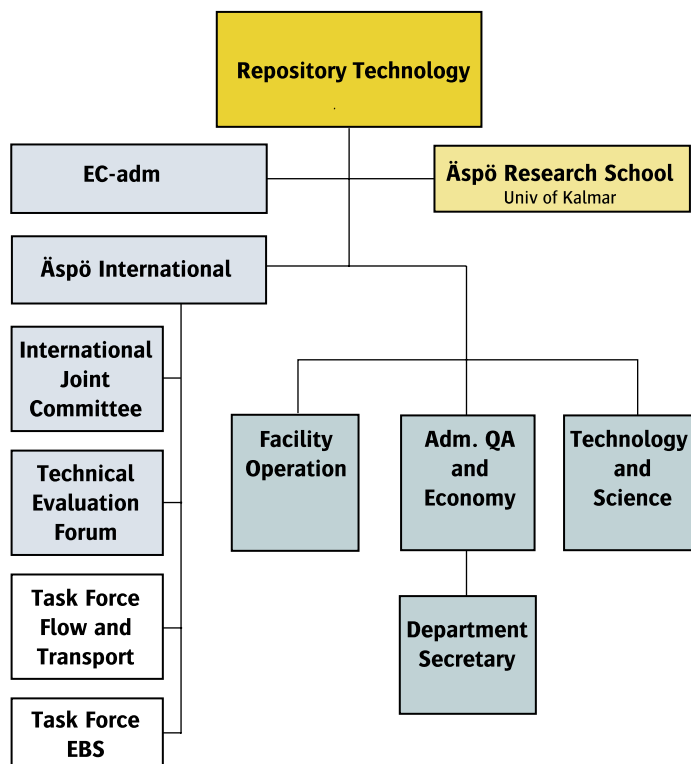 Repository Technology
.
EC-adm
Äspö Research School
Univ of Kalmar
Äspö International
International
Joint
Committee
Technical
Evaluation
Forum
Task Force
Flow and
Transport
Task Force
EBS
Facility
Operation
Adm. QA
and
Economy
Technology
and
Science
Department
Secretary